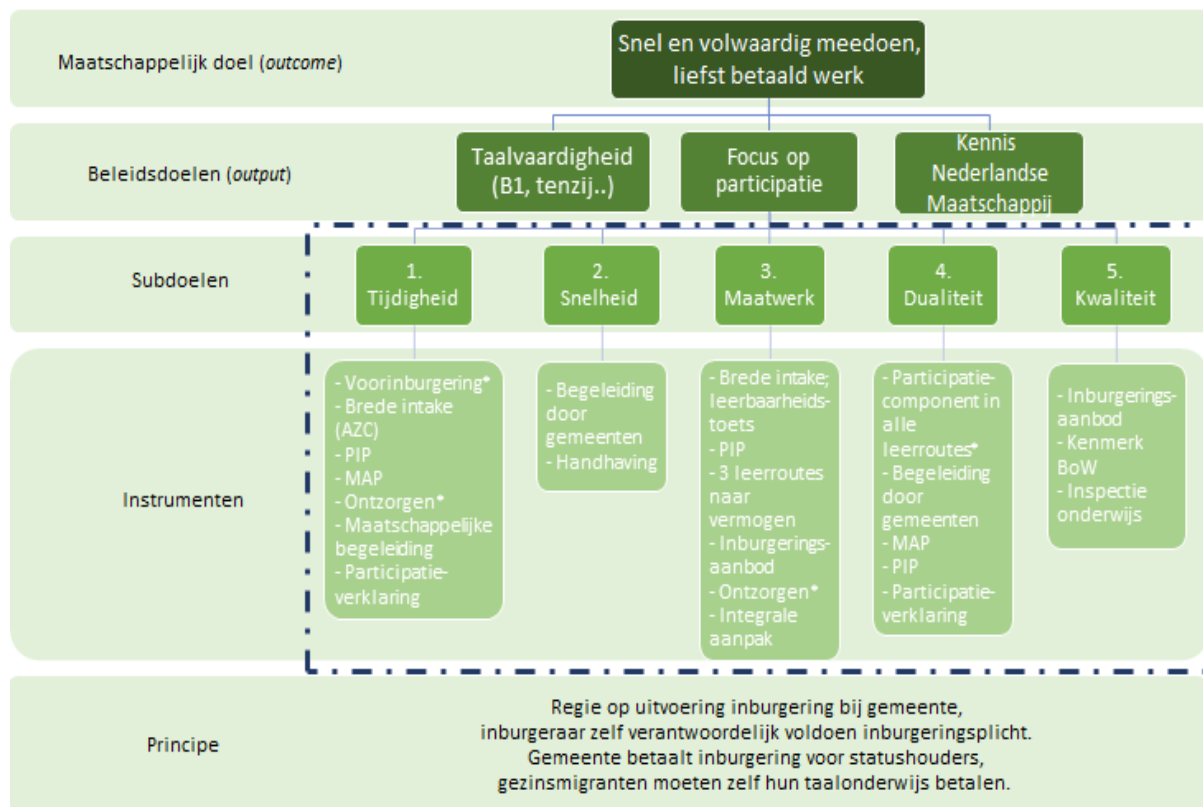 Maatschappelijk doel (outcome)
Snel en volwaardig meedoen,
liefst betaald werk
Beleidsdoelen (output)
Taalvaardigheid
(B1, tenzij..)
Focus op
participatie
Kennis
Nederlandse
Maatschappij
Subdoelen
1.
Tijdigheid
2.
Snelheid
3.
Maatwerk
4.
Dualiteit
5.
Kwaliteit
Instrumenten
- Voorinburgering*
- Brede intake
(AZC)
- PIP
- MAP
- Ontzorgen*
- Maatschappelijke
begeleiding
- Participatie-
verklaring
- Begeleiding
door
gemeenten
- Handhaving
- Brede intake;
leerbaarheids-
toets
- PIP
- 3 leerroutes
naar
vermogen
- Inburgerings-
aanbod
- Ontzorgen*
- Integrale
aanpak
- Participatie-
component in
alle
leerroutes*
- Begeleiding
door
gemeenten
- MAP
- PIP
- Participatie-
verklaring
- Inburgerings-
aanbod
- Kenmerk
BoW
- Inspectie
onderwijs
Principe
Regie op uitvoering inburgering bij gemeente,
inburgeraar zelf verantwoordelijk voldoen inburgeringsplicht.
Gemeente betaalt inburgering voor statushouders,
gezinsmigranten moeten zelf hun taalonderwijs betalen.